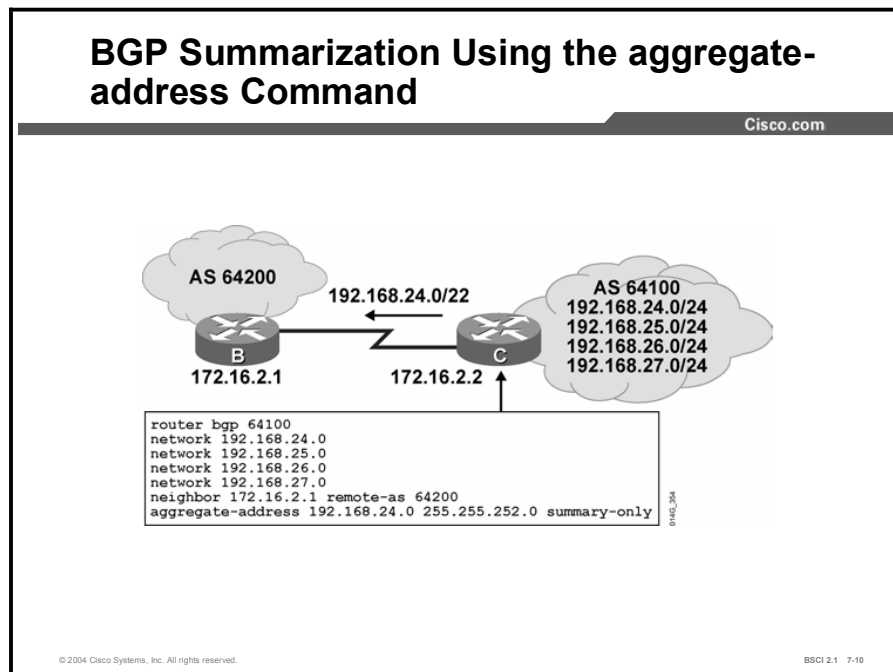 BGP Summarization Using the aggregate-
address Command
Cisco.com
AS 64200
192.168.24.0/22
AS 64100
192.168.24.0/24
192.168.25.0/24
192.168.26.0/24
192.168.27.0/24
B
C
172.16.2.1
172.16.2.2
router bgp 64100
network 192.168.24.0
network 192.168.25.0
network 192.168.26.0
network 192.168.27.0
neighbor 172.16.2.1 remote-as 64200
aggregate-address 192.168.24.0 255.255.252.0 summary-only
014G_354
© 2004 Cisco Systems, Inc. All rights reserved.
BSCI 2.1 7-10